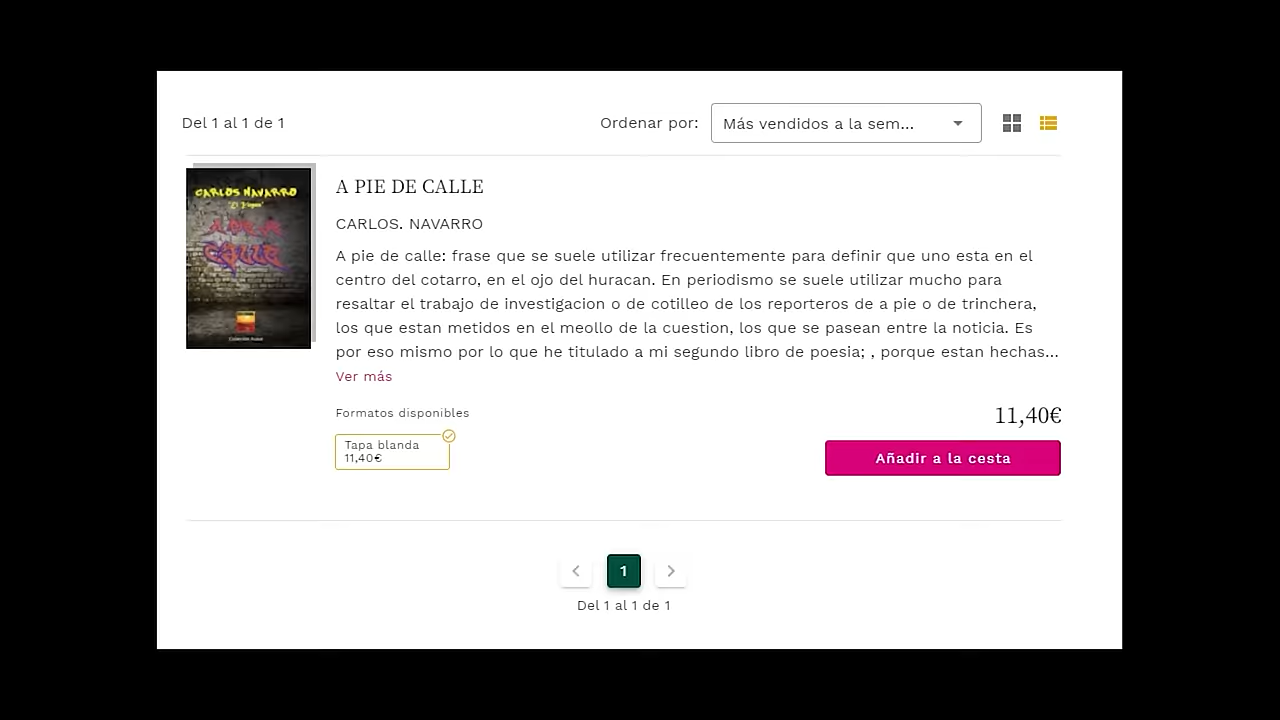 Del 1 al 1 de 1
Ordenar por:
Más vendidos a la sem...
CARLOS NAVARRO
A PIE DE CALLE
CARLOS. NAVARRO
A pie de calle: frase que se suele utilizar frecuentemente para definir que uno esta en el
centro del cotarro, en el ojo del huracan. En periodismo se suele utilizar mucho para
resaltar el trabajo de investigacion o de cotilleo de los reporteros de a pie o de trinchera,
los que estan metidos en el meollo de la cuestion, los que se pasean entre la noticia. Es
por eso mismo por lo que he titulado a mi segundo libro de poesia; , porque estan hechas...
Ver más
Formatos disponibles
Tapa blanda
11,40€
11,40€
Añadir a la cesta
1
Del 1 al 1 de 1